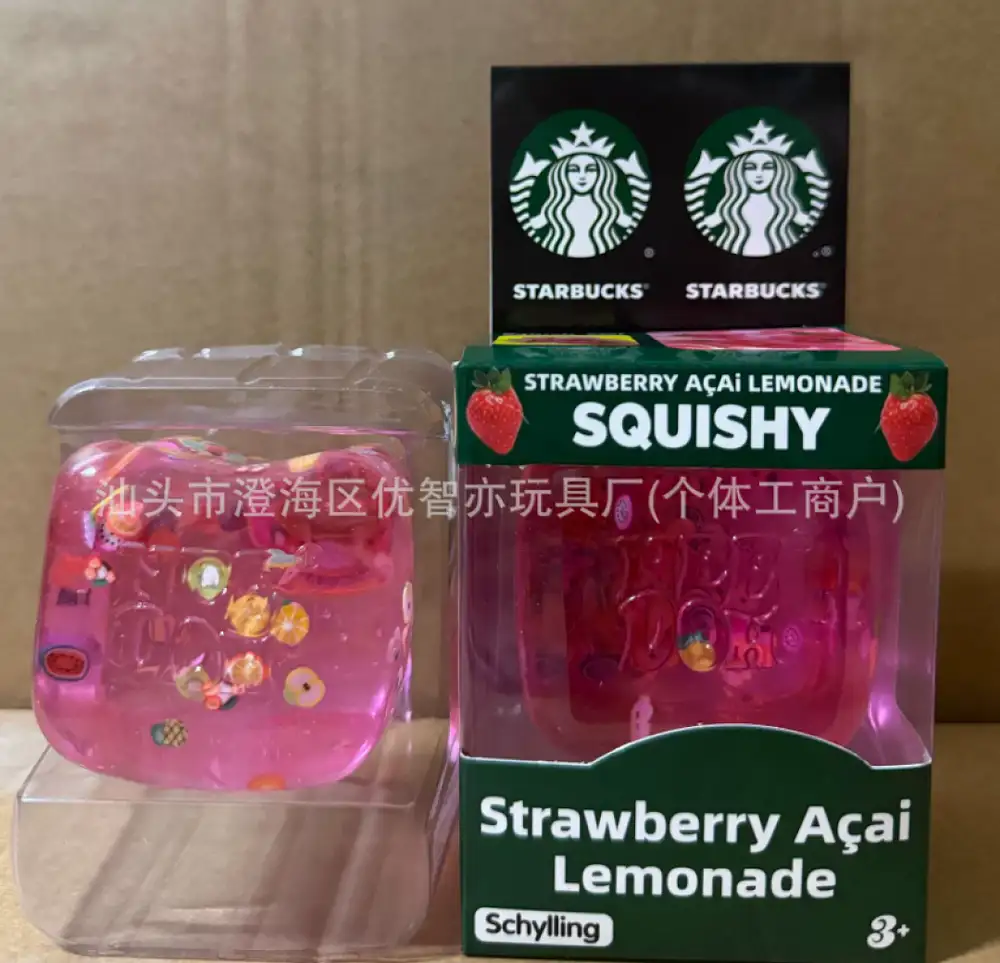 STARBUCKS® STARBUCKS®
STRAWBERRY AÇAi LEMONADE
SQUISHY
汕头市澄海区优智亦玩具厂(个体工商户)
Strawberry Açai
Lemonade
Schylling
3+